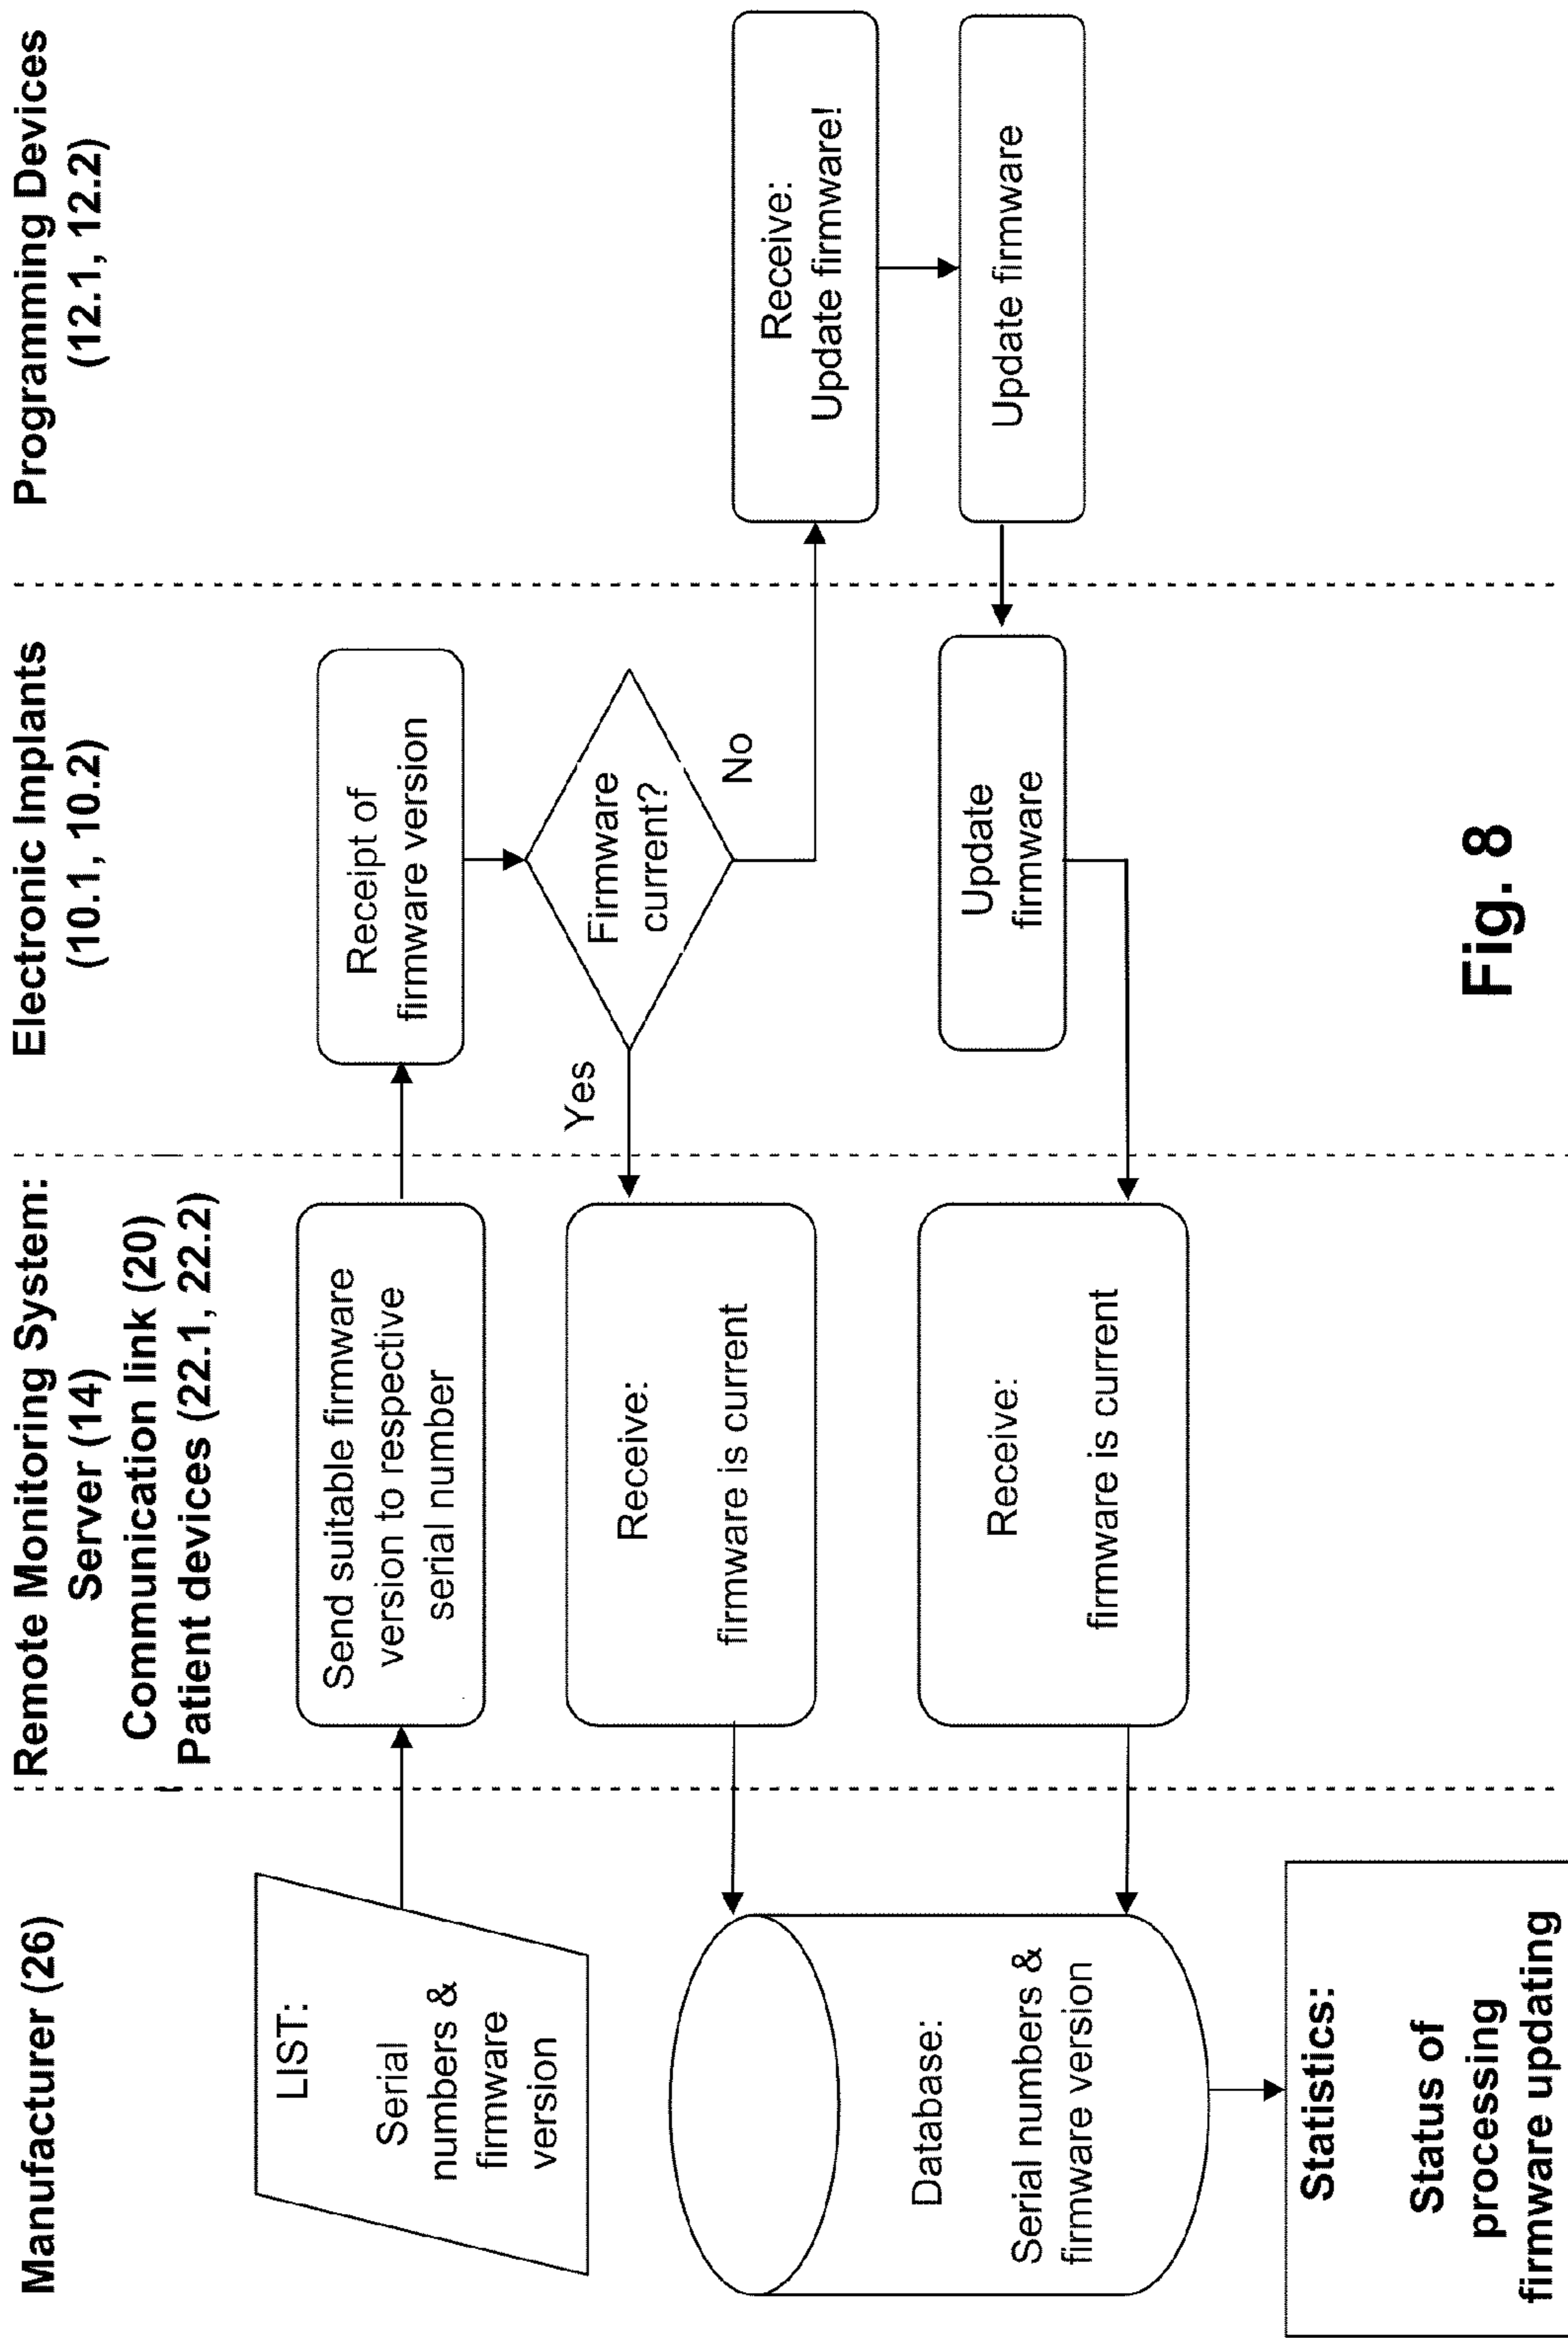 Manufacturer (26)
Remote Monitoring System:
Server (14)
Communication link (20)
Patient devices (22.1, 22.2)
Electronic Implants
(10.1, 10.2)
Programming Devices
(12.1, 12.2)
LIST:
Serial
numbers &
firmware
version
Send suitable firmware
version to respective
serial number
Receipt of
firmware version
Firmware
current?
Yes
No
Receive:
firmware is current
Receive:
Update firmware!
Update firmware
Update
firmware
Receive:
firmware is current
Database:
Serial numbers &
firmware version
Statistics:
Status of
processing
firmware updating
Fig. 8